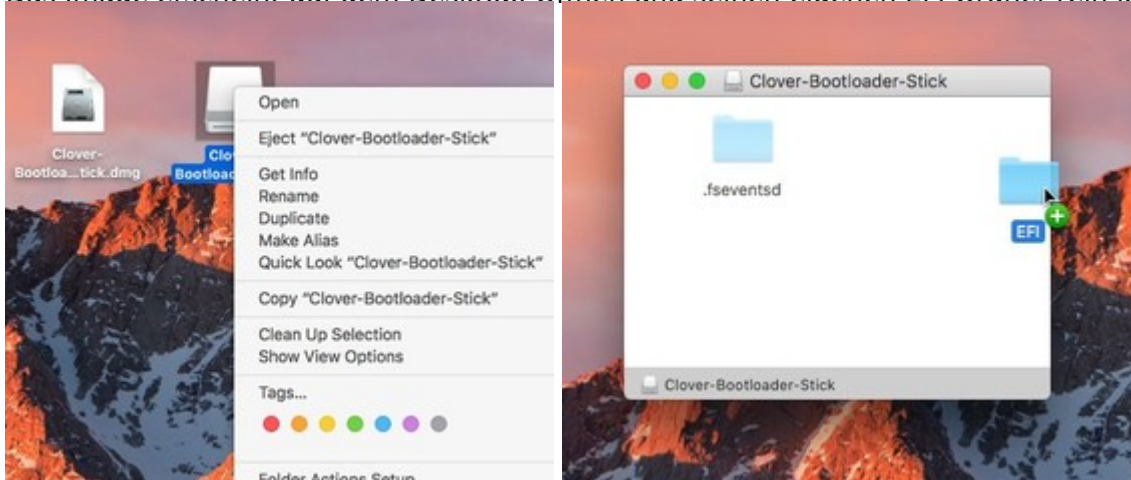 Clover-
Bootloa...tick.dmg
Clo
Bootload
Open
Eject “Clover-Bootloader-Stick”
Get Info
Rename
Duplicate
Make Alias
Quick Look “Clover-Bootloader-Stick”
Copy “Clover-Bootloader-Stick”
Clean Up Selection
Show View Options
Tags...
Folder Actions Setup
Clover-Bootloader-Stick
.fseventsd
EFI
Clover-Bootloader-Stick